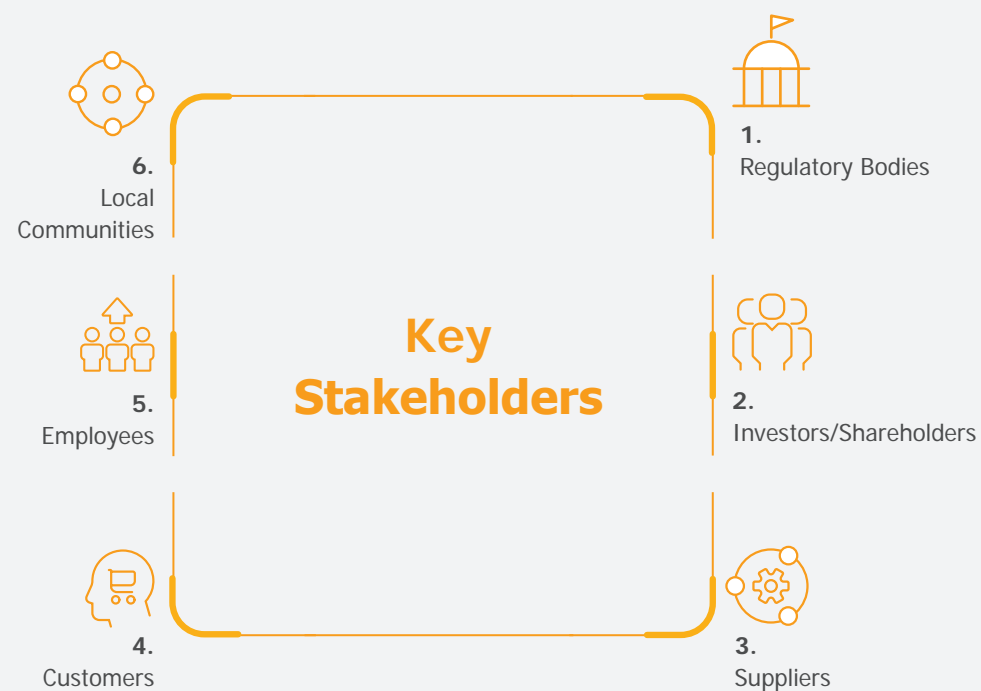 Key
Stakeholders
1.
Regulatory Bodies
2.
Investors/Shareholders
3.
Suppliers
4.
Customers
5.
Employees
6.
Local
Communities